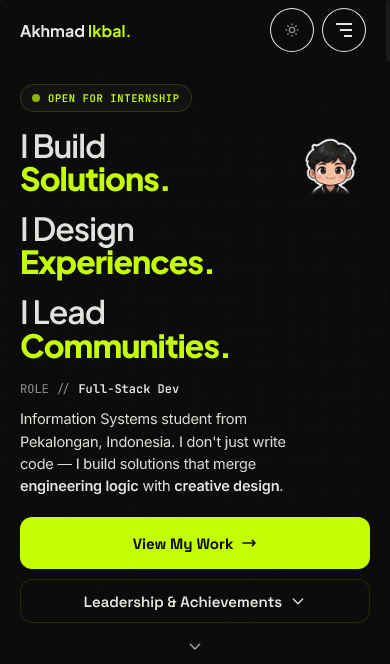 Akhmad Ikbal.
OPEN FOR INTERNSHIP
I Build
Solutions.
I Design
Experiences.
I Lead
Communities.
ROLE // Full-Stack Dev
Information Systems student from
Pekalongan, Indonesia. I don't just write
code — I build solutions that merge
engineering logic with creative design.
View My Work →
Leadership & Achievements